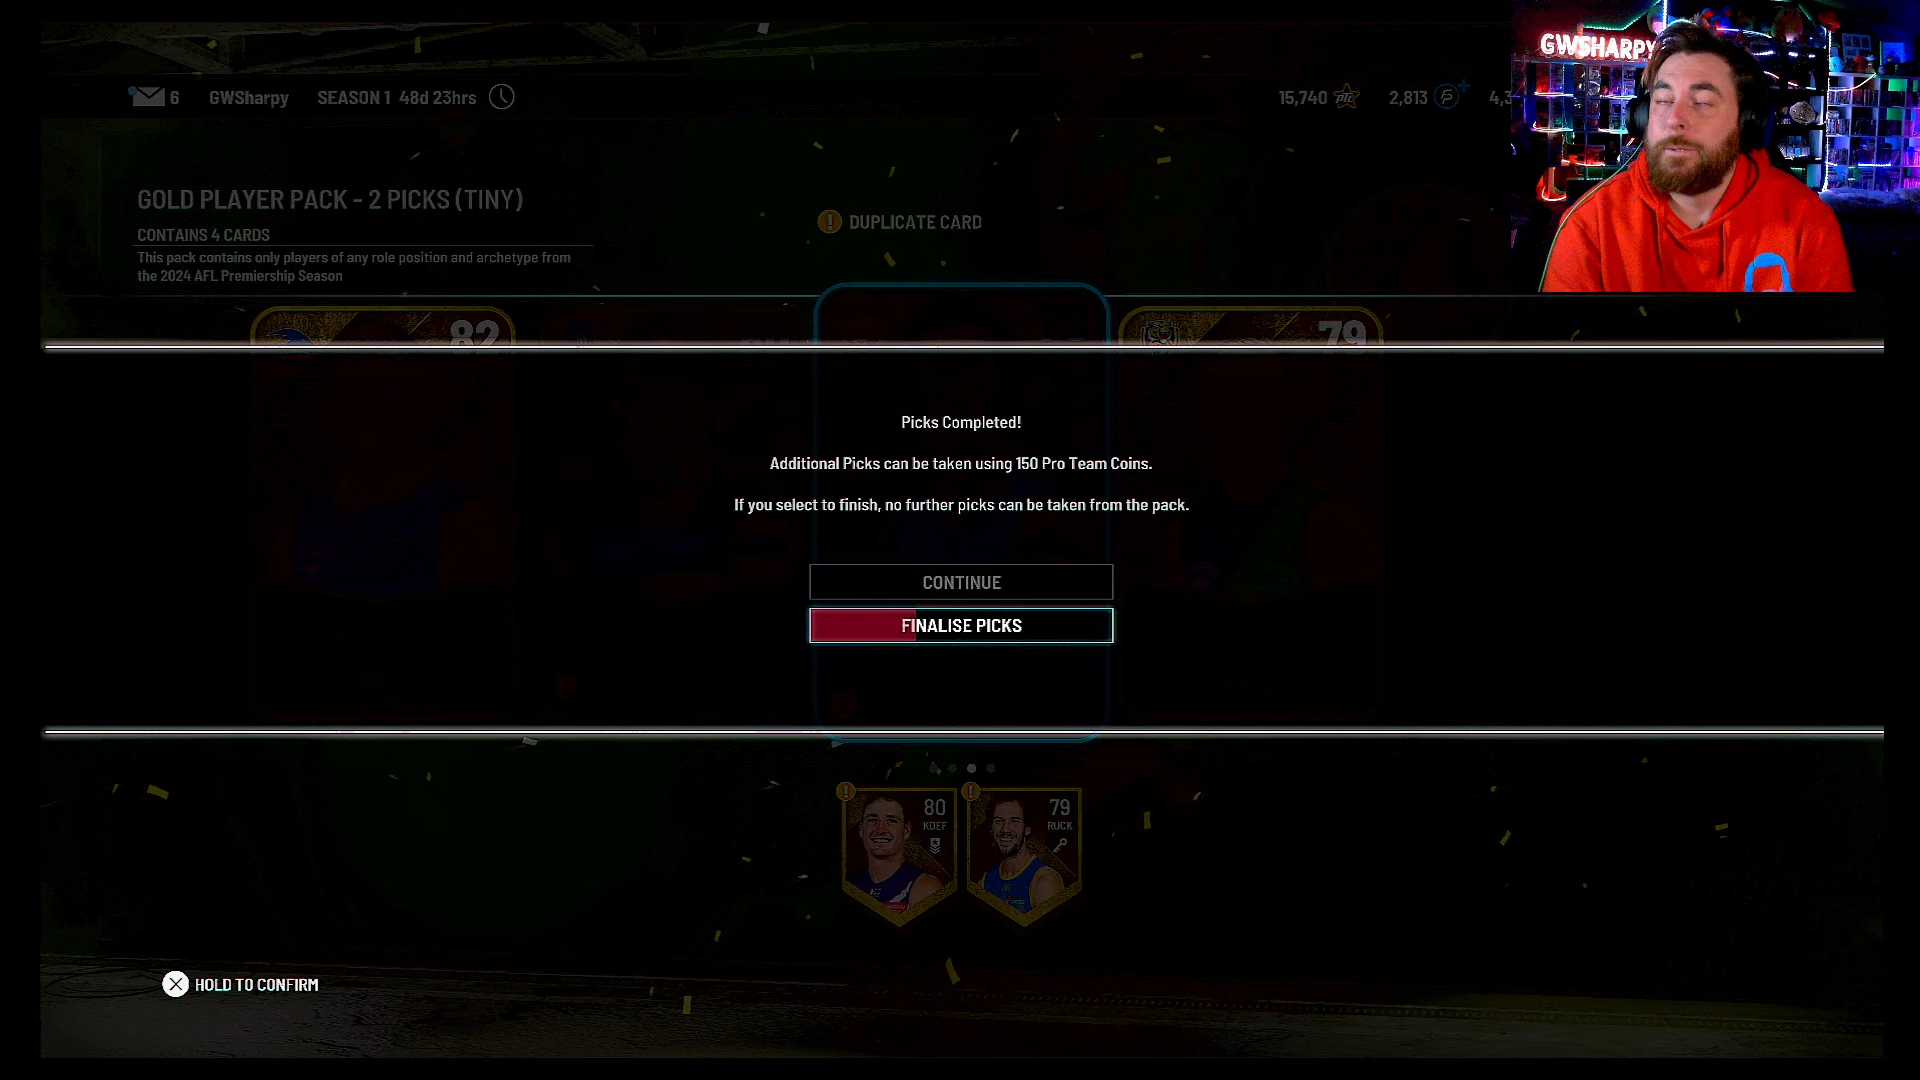 GWSHARPY
6 GWSharpy SEASON 1 48d 23hrs 15,740 PTC 2,813 4,3
GOLD PLAYER PACK - 2 PICKS (TINY)
DUPLICATE CARD
CONTAINS 4 CARDS
This pack contains only players of any role position and archetype from
the 2024 AFL Premiership Season
82 79
Picks Completed!
Additional Picks can be taken using 150 Pro Team Coins.
If you select to finish, no further picks can be taken from the pack.
CONTINUE
FINALISE PICKS
80 79
KDEF RUCK
HOLD TO CONFIRM